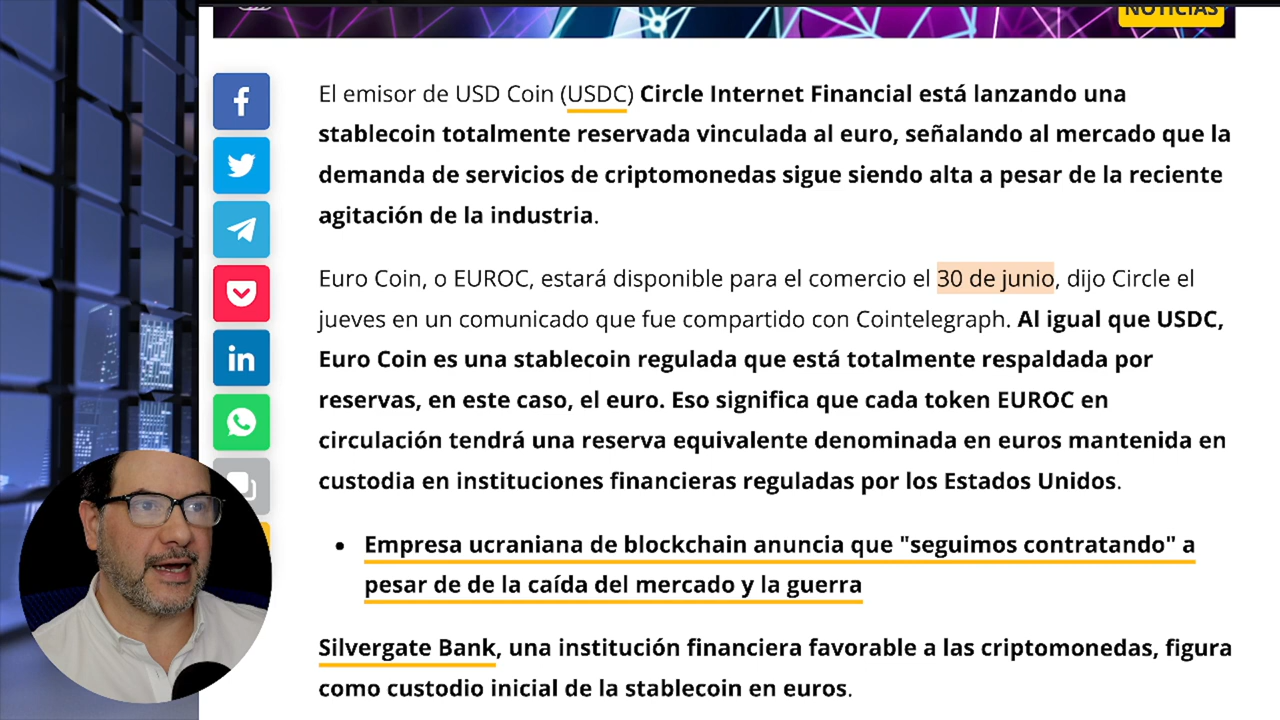 NOTICIAS
El emisor de USD Coin (USDC) Circle Internet Financial está lanzando una
stablecoin totalmente reservada vinculada al euro, señalando al mercado que la
demanda de servicios de criptomonedas sigue siendo alta a pesar de la reciente
agitación de la industria.
Euro Coin, o EUROC, estará disponible para el comercio el 30 de junio, dijo Circle el
jueves en un comunicado que fue compartido con Cointelegraph. Al igual que USDC,
Euro Coin es una stablecoin regulada que está totalmente respaldada por
reservas, en este caso, el euro. Eso significa que cada token EUROC en
circulación tendrá una reserva equivalente denominada en euros mantenida en
custodia en instituciones financieras reguladas por los Estados Unidos.
• Empresa ucraniana de blockchain anuncia que "seguimos contratando" a
pesar de de la caída del mercado y la guerra
Silvergate Bank, una institución financiera favorable a las criptomonedas, figura
como custodio inicial de la stablecoin en euros.